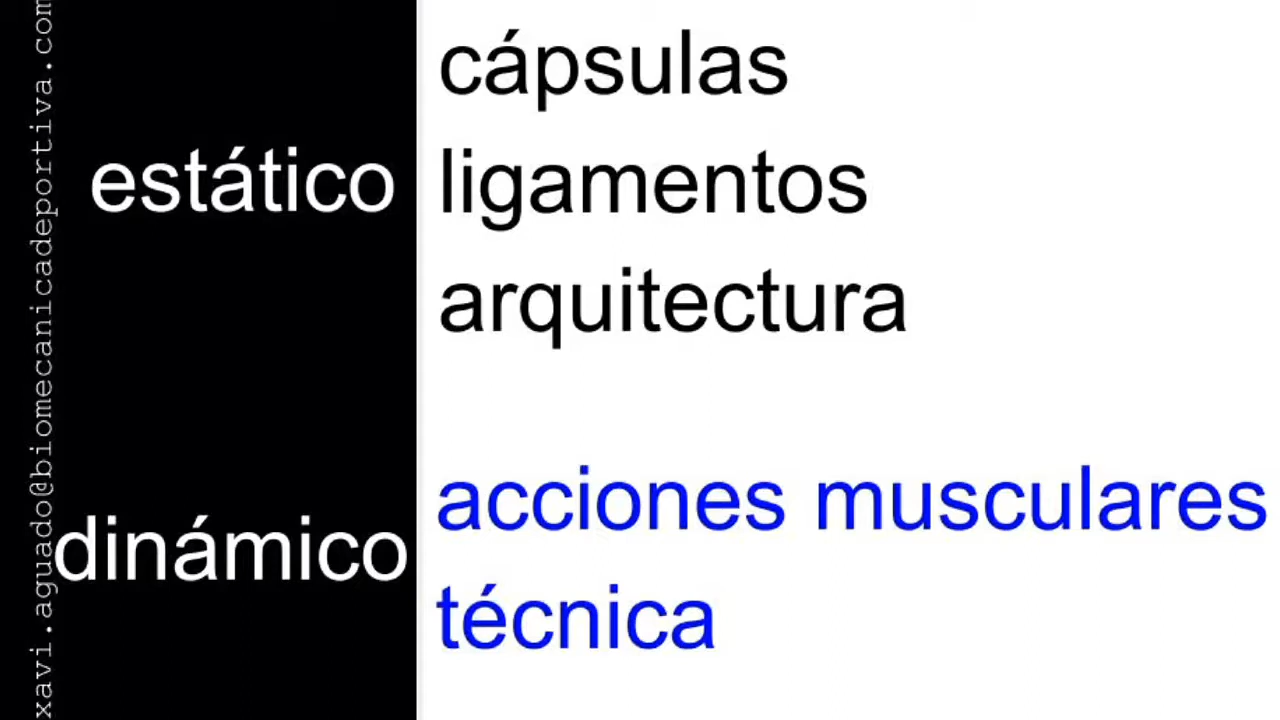 xavi.aguado@biomecanicadeportiva.com
estático
cápsulas
ligamentos
arquitectura
dinámico
acciones musculares
técnica